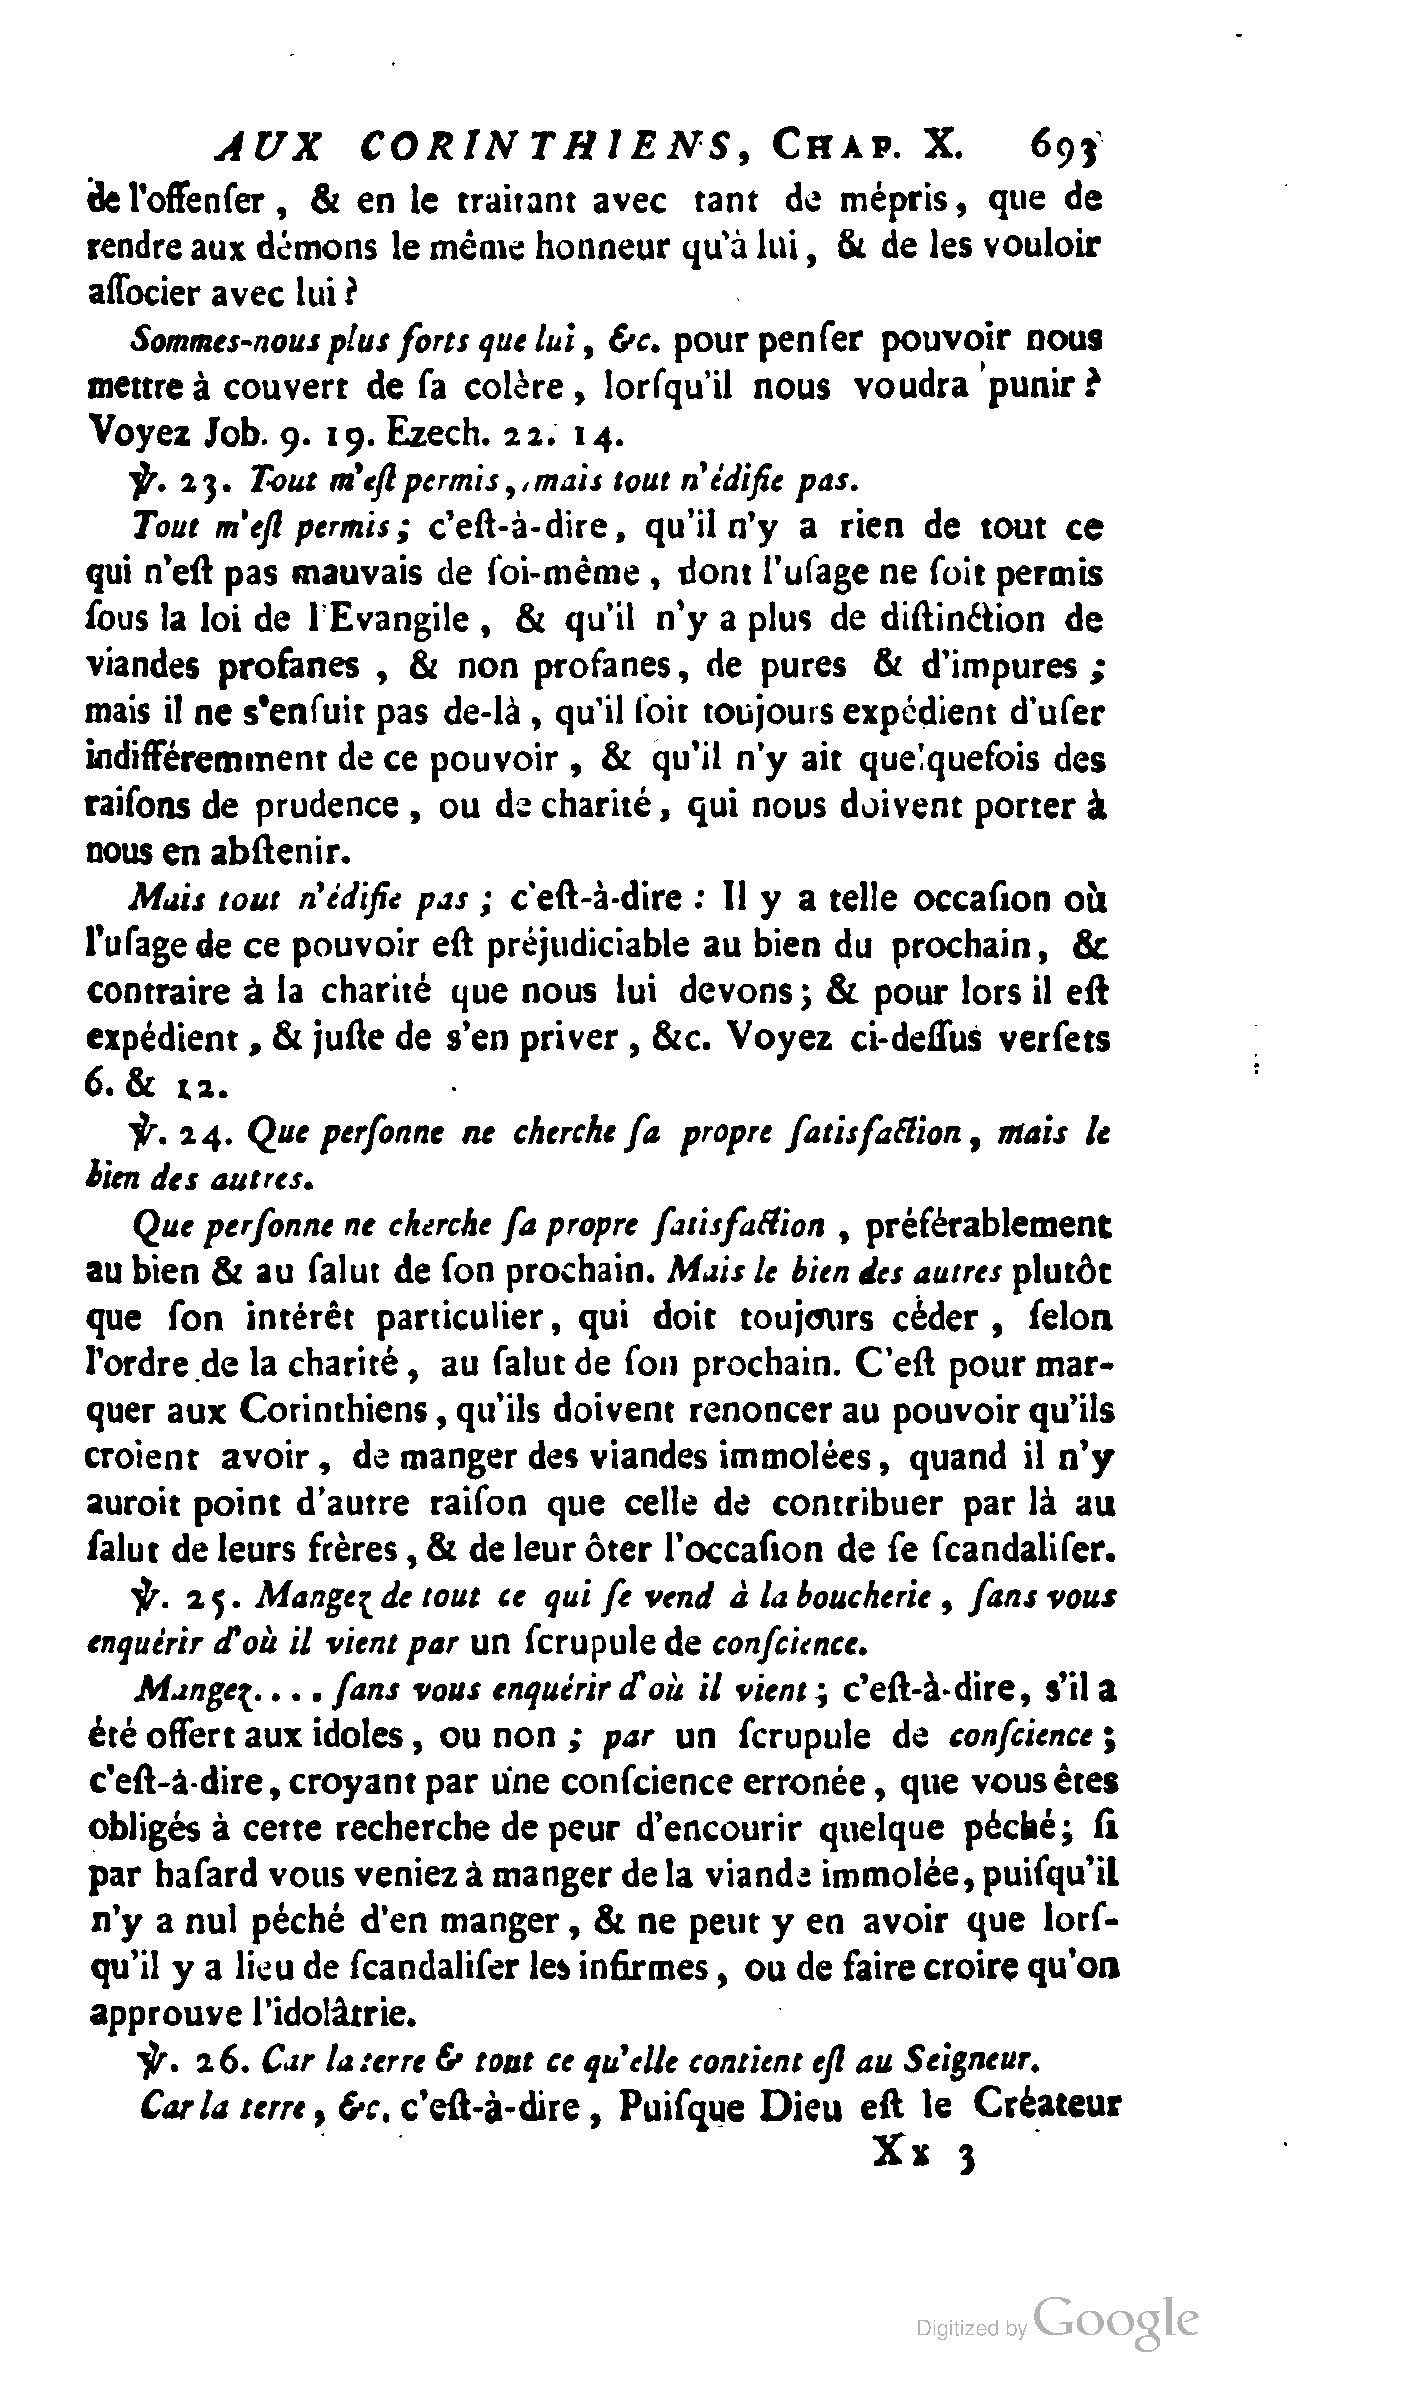 AUX CORINTHIENS, CHAP. X. 693
de l'offenſer, & en le traitant avec tant de mépris, que de
rendre aux démons le même honneur qu'à lui, & de les vouloir
aſſocier avec lui?
Sommes-nous plus forts que lui, &c. pour penſer pouvoir nous
mettre à couvert de ſa colère, lorſqu'il nous voudra punir?
Voyez Job. 9. 19. Ezech. 22. 14.
℣. 23. Tout m'eſt permis, mais tout n'édifie pas.
Tout m'eſt permis; c'eſt-à-dire, qu'il n'y a rien de tout ce
qui n'eſt pas mauvais de ſoi-même, dont l'uſage ne ſoit permis
ſous la loi de l'Evangile, & qu'il n'y a plus de diſtinction de
viandes profanes, & non profanes, de pures & d'impures;
mais il ne s'enſuit pas de-là, qu'il ſoit toujours expédient d'uſer
indifféremment de ce pouvoir, & qu'il n'y ait quelquefois des
raiſons de prudence, ou de charité, qui nous doivent porter à
nous en abſtenir.
Mais tout n'édifie pas; c'eſt-à-dire: Il y a telle occaſion où
l'uſage de ce pouvoir eſt préjudiciable au bien du prochain, &
contraire à la charité que nous lui devons; & pour lors il eſt
expédient, & juſte de s'en priver, &c. Voyez ci-deſſus verſets
6. & 12.
℣. 24. Que perſonne ne cherche ſa propre ſatisfaction, mais le
bien des autres.
Que perſonne ne cherche ſa propre ſatisfaction, préférablement
au bien & au ſalut de ſon prochain. Mais le bien des autres plutôt
que ſon intérêt particulier, qui doit toujours céder, ſelon
l'ordre de la charité, au ſalut de ſon prochain. C'eſt pour mar-
quer aux Corinthiens, qu'ils doivent renoncer au pouvoir qu'ils
croient avoir, de manger des viandes immolées, quand il n'y
auroit point d'autre raiſon que celle de contribuer par là au
ſalut de leurs frères, & de leur ôter l'occaſion de ſe ſcandaliſer.
℣. 25. Mangez de tout ce qui ſe vend à la boucherie, ſans vous
enquérir d'où il vient par un ſcrupule de conſcience.
Mangez.... ſans vous enquérir d'où il vient; c'eſt-à-dire, s'il a
été offert aux idoles, ou non; par un ſcrupule de conſcience;
c'eſt-à-dire, croyant par une conſcience erronée, que vous êtes
obligés à cette recherche de peur d'encourir quelque péché; ſi
par haſard vous veniez à manger de la viande immolée, puiſqu'il
n'y a nul péché d'en manger, & ne peut y en avoir que lorſ-
qu'il y a lieu de ſcandaliſer les infirmes, ou de faire croire qu'on
approuve l'idolâtrie.
℣. 26. Car la terre & tout ce qu'elle contient eſt au Seigneur.
Car la terre, &c. c'eſt-à-dire, Puiſque Dieu eſt le Créateur
Xx 3
Digitized by Google